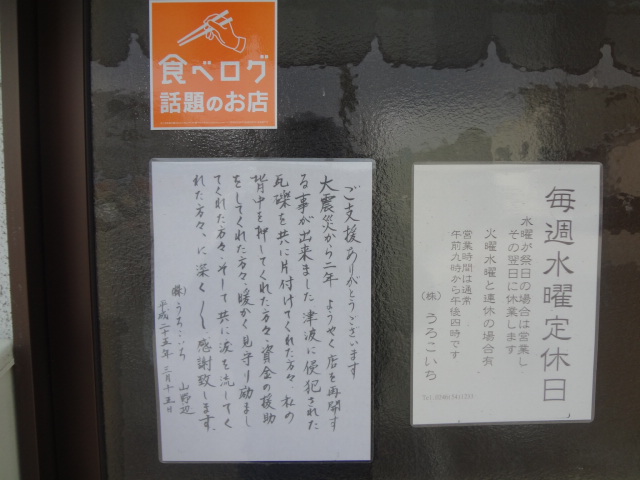 食べログ
話題のお店
ご支援ありがとうございます
大震災から二年 ようやく店を再開す
る事が出来ました 津波に侵犯された
瓦礫を共に片付けてくれた方々、私の
背中を押してくれた方々、資金の援助
をしてくれた方々、暖かく見守り励まし
てくれた方々、そして共に涙を流してく
れた方々、に深く〱感謝致します。
㈱うろこいち 山野辺
平成二十五年 三月十五日
毎週水曜定休日
水曜が祭日の場合は営業し
その翌日に休業します
火曜水曜と連休の場合有
営業時間は通常
午前九時から午後四時です
(株)うろこいち